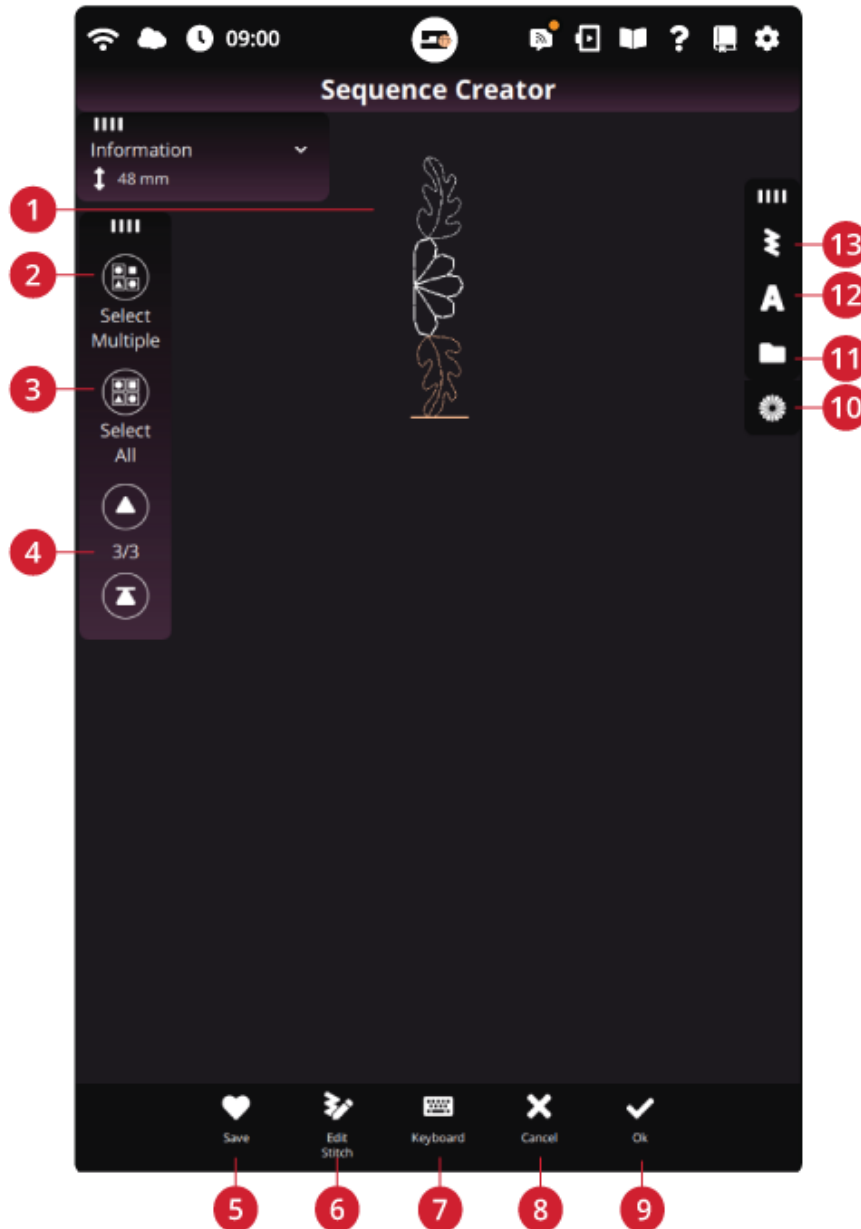 09:00
?
Sequence Creator
Information
48 mm
1
2
Select
Multiple
3
Select
All
4
3/3
13
A
12
11
10
Save
Edit
Stitch
Keyboard
Cancel
Ok
5
6
7
8
9